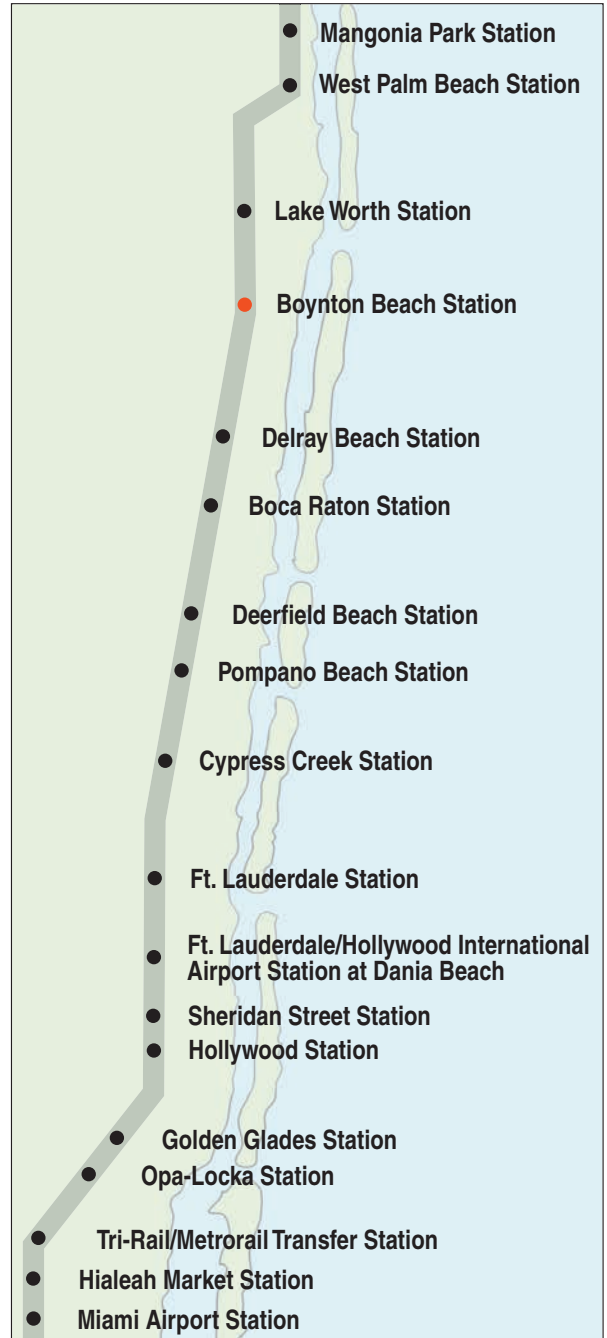 Mangonia Park Station
West Palm Beach Station
Lake Worth Station
Boynton Beach Station
Delray Beach Station
Boca Raton Station
Deerfield Beach Station
Pompano Beach Station
Cypress Creek Station
Ft. Lauderdale Station
Ft. Lauderdale/Hollywood International
Airport Station at Dania Beach
Sheridan Street Station
Hollywood Station
Golden Glades Station
Opa-Locka Station
Tri-Rail/Metrorail Transfer Station
Hialeah Market Station
Miami Airport Station